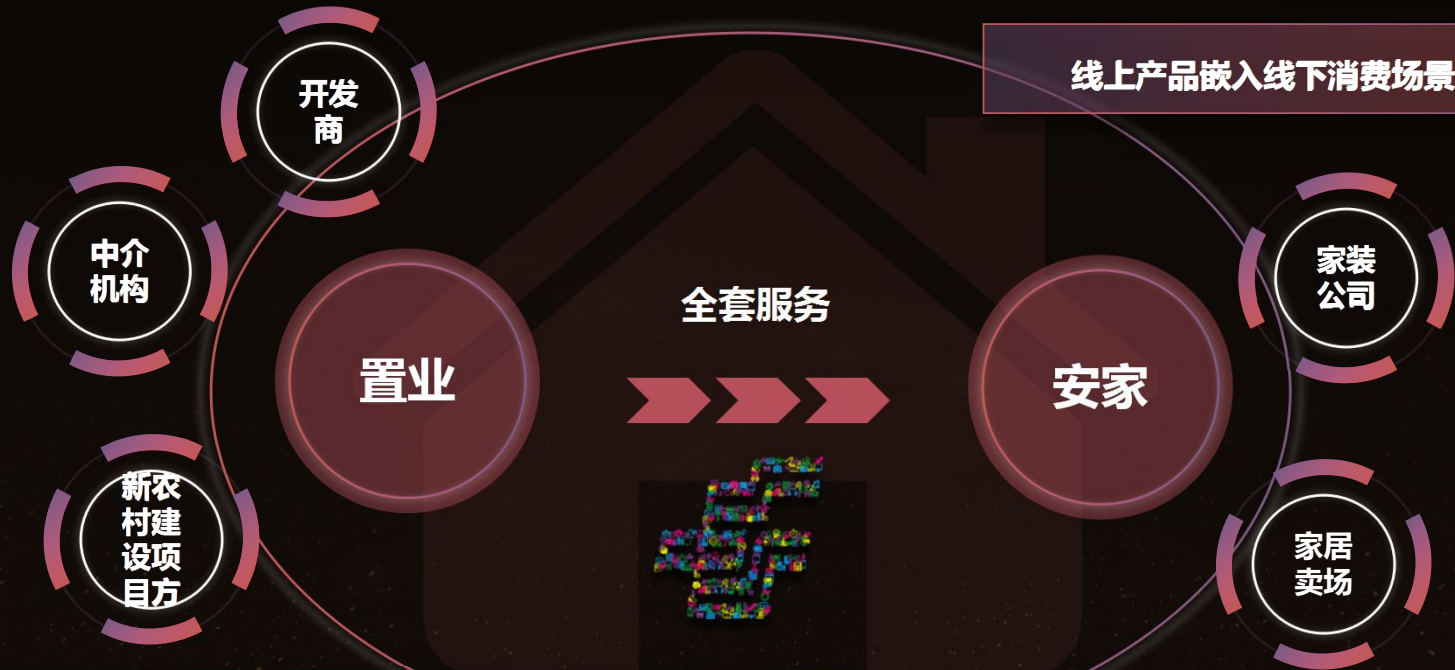 开发
商
线上产品嵌入线下消费场景
中介
机构
家装
公司
全套服务
置业
安家
新农
村建
设项
目方
家居
卖场